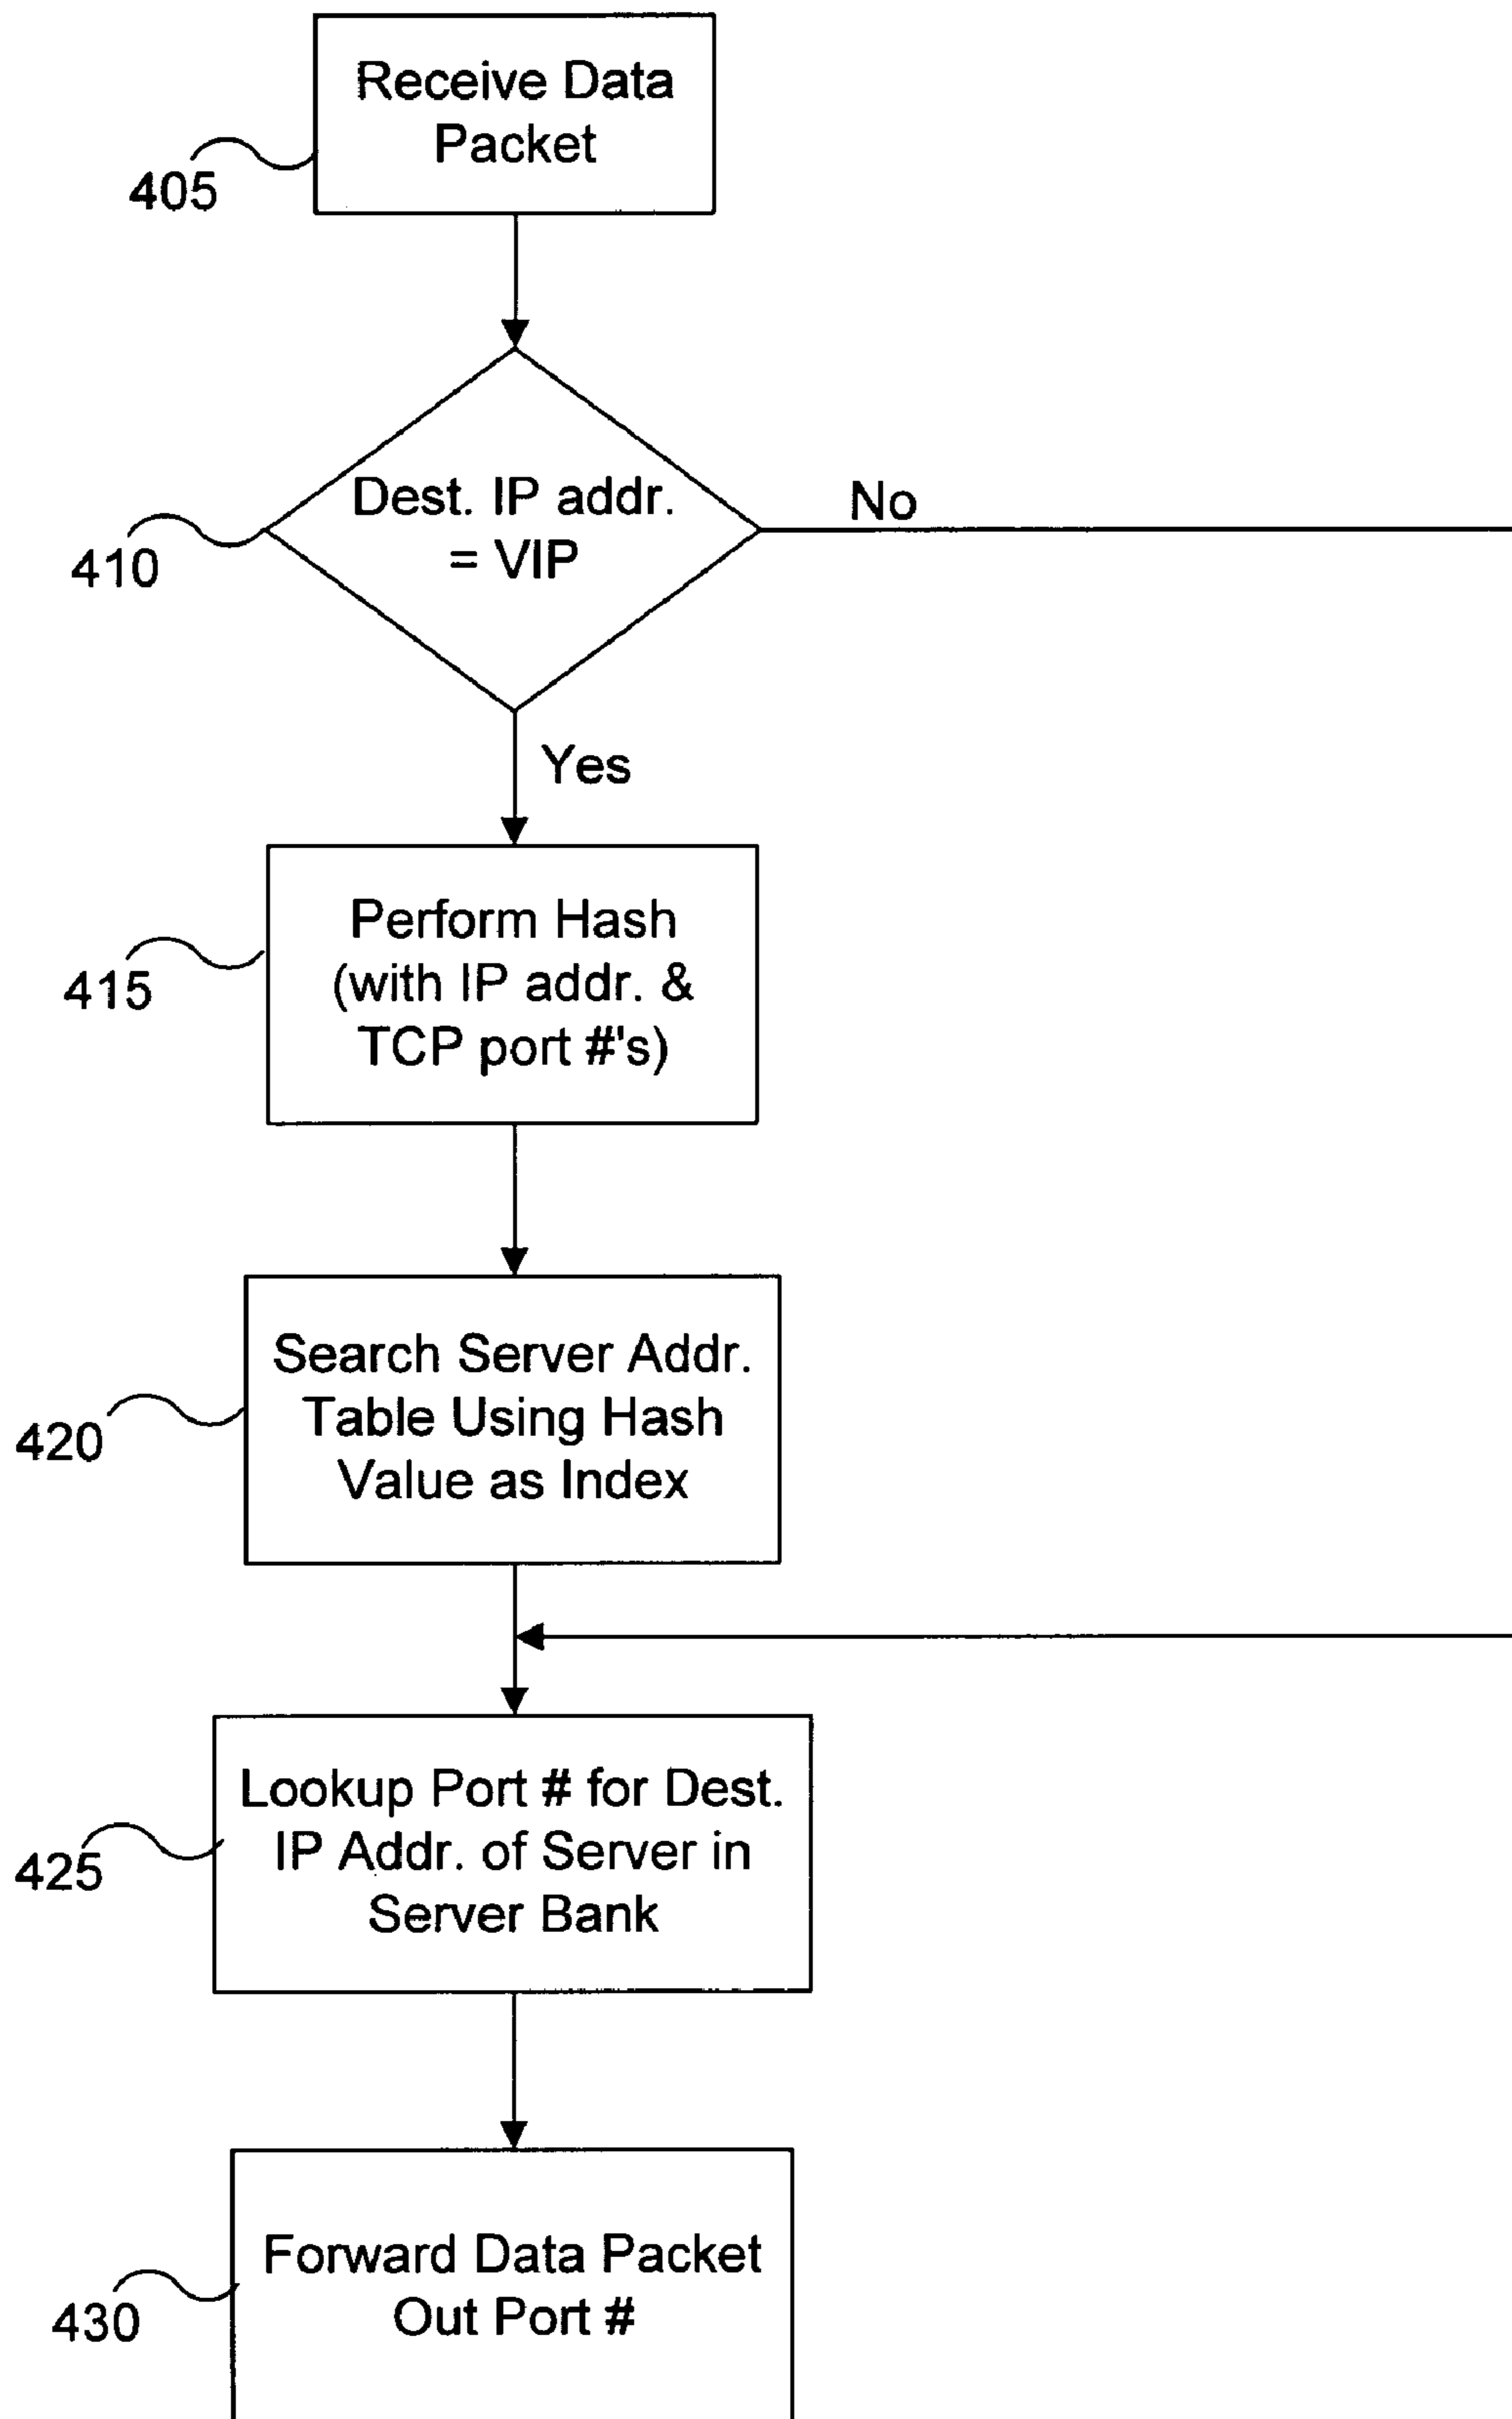 Receive Data
Packet
405
Dest. IP addr.
= VIP
410
No
Yes
Perform Hash
(with IP addr. &
TCP port #'s)
415
Search Server Addr.
Table Using Hash
Value as Index
420
Lookup Port # for Dest.
IP Addr. of Server in
Server Bank
425
Forward Data Packet
Out Port #
430